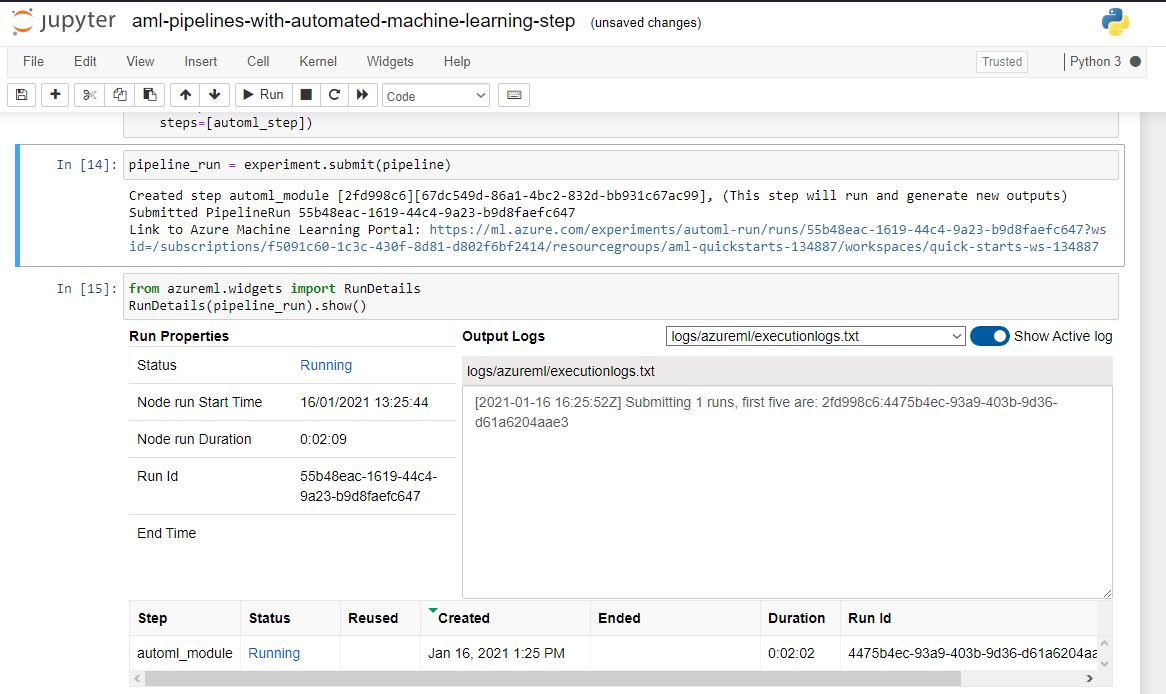 jupyter aml-pipelines-with-automated-machine-learning-step (unsaved changes)
File Edit View Insert Cell Kernel Widgets Help Trusted Python 3
Run Code
steps=[automl_step])
In [14]: pipeline_run = experiment.submit(pipeline)
Created step automl_module [2fd998c6][67dc549d-86a1-4bc2-832d-bb931c67ac99], (This step will run and generate new outputs)
Submitted PipelineRun 55b48eac-1619-44c4-9a23-b9d8faefc647
Link to Azure Machine Learning Portal: https://ml.azure.com/experiments/automl-run/runs/55b48eac-1619-44c4-9a23-b9d8faefc647?ws
id=/subscriptions/f5091c60-1c3c-430f-8d81-d802f6bf2414/resourcegroups/aml-quickstarts-134887/workspaces/quick-starts-ws-134887
In [15]: from azureml.widgets import RunDetails
RunDetails(pipeline_run).show()
Run Properties
Status Running
Node run Start Time 16/01/2021 13:25:44
Node run Duration 0:02:09
Run Id 55b48eac-1619-44c4-
9a23-b9d8faefc647
End Time
Output Logs logs/azureml/executionlogs.txt Show Active log
logs/azureml/executionlogs.txt
[2021-01-16 16:25:52Z] Submitting 1 runs, first five are: 2fd998c6:4475b4ec-93a9-403b-9d36-
d61a6204aae3
Step Status Reused Created Ended Duration Run Id
automl_module Running Jan 16, 2021 1:25 PM 0:02:02 4475b4ec-93a9-403b-9d36-d61a6204aa